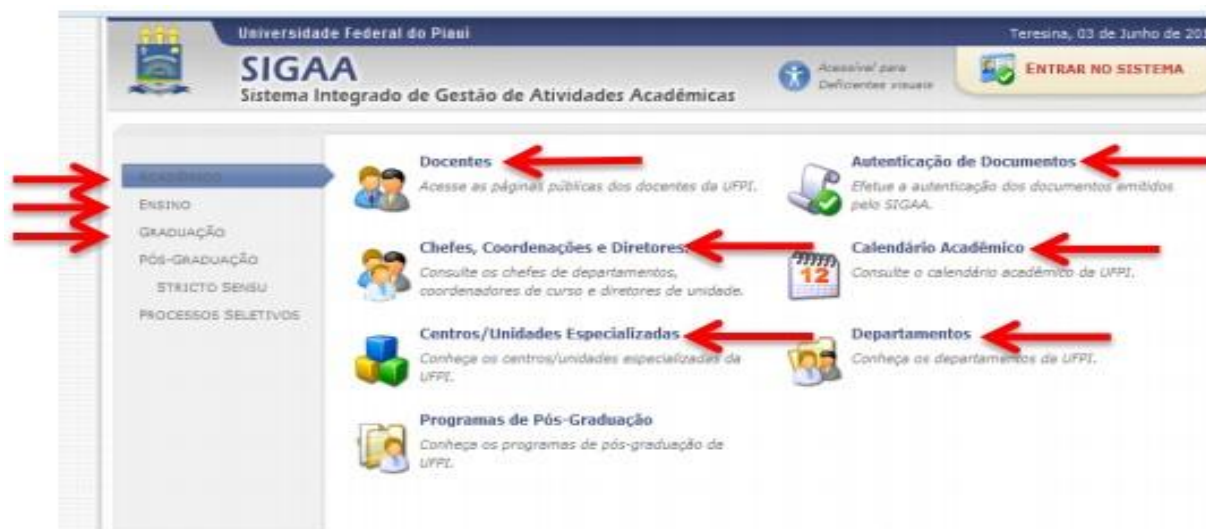 Universidade Federal do Piauí
Teresina, 03 de Junho de 201
SIGAA
Sistema Integrado de Gestão de Atividades Acadêmicas
Acessível para
Deficientes visuais
ENTRAR NO SISTEMA
ACADÊMICO
ENSINO
GRADUAÇÃO
PÓS-GRADUAÇÃO
STRICTO SENSU
PROCESSOS SELETIVOS
Docentes
Acesse as páginas públicas dos docentes da UFPI.
Autenticação de Documentos
Efetue a autenticação dos documentos emitidos
pelo SIGAA.
Chefes, Coordenações e Diretores.
Consulte os chefes de departamentos,
coordenadores de curso e diretores de unidade.
Calendário Acadêmico
12
Consulte o calendário acadêmico da UFPI.
Centros/Unidades Especializadas
Conheça os centros/unidades especializadas da
UFPI.
Departamentos
Conheça os departamentos da UFPI.
Programas de Pós-Graduação
Conheça os programas de pós-graduação da
UFPI.